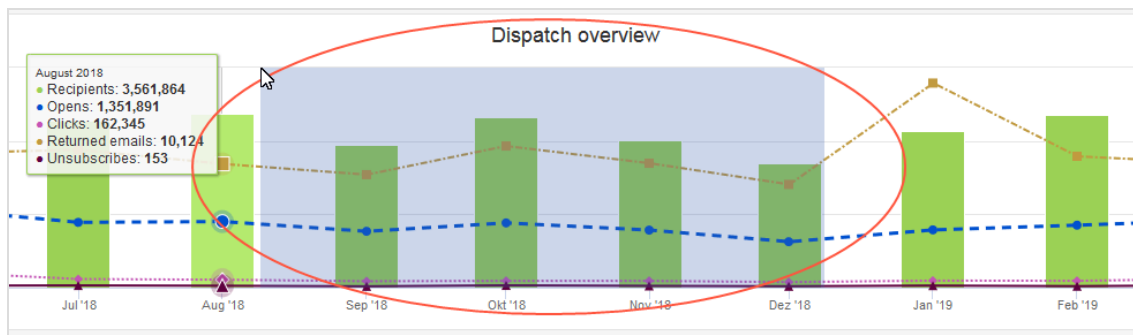 Dispatch overview
August 2018
Recipients: 3,561,864
Opens: 1,351,891
Clicks: 162,345
Returned emails: 10,124
Unsubscribes: 153
Jul '18 Aug '18 Sep '18 Okt '18 Nov '18 Dez '18 Jan '19 Feb '19